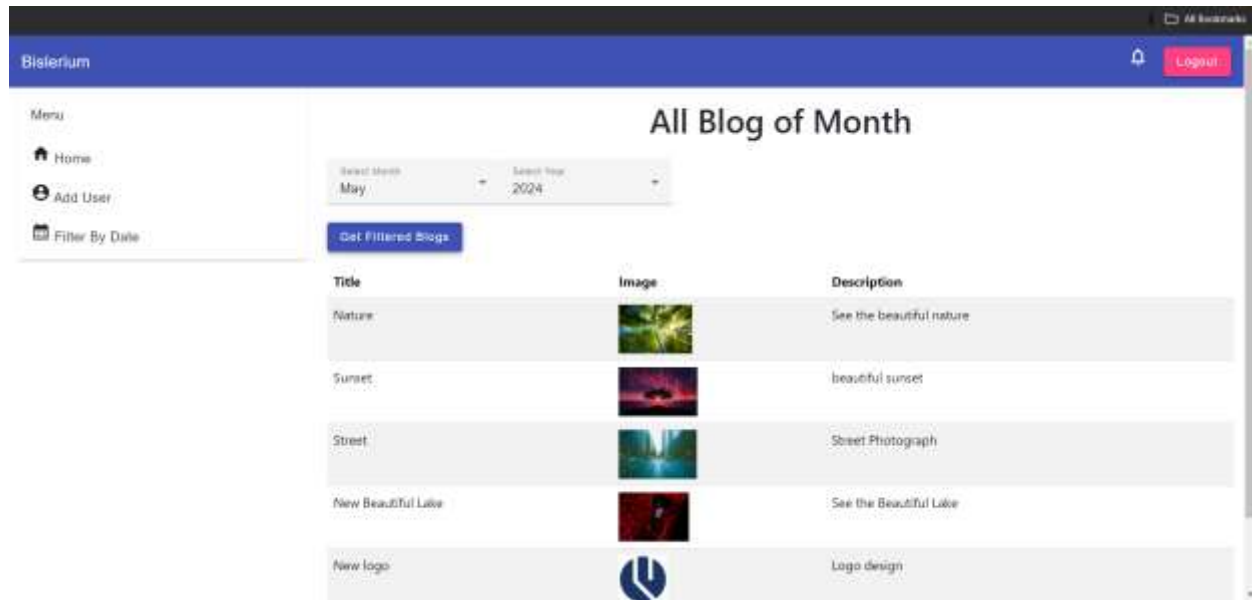 All Bookmarks
Bislerium
Logout
Menu
Home
Add User
Filter By Date
All Blog of Month
Select Month
May
Select Year
2024
Get Filtered Blogs
Title Image Description
Nature See the beautiful nature
Sunset beautiful sunset
Street Street Photograph
New Beautiful Lake See the Beautiful Lake
New logo Logo design